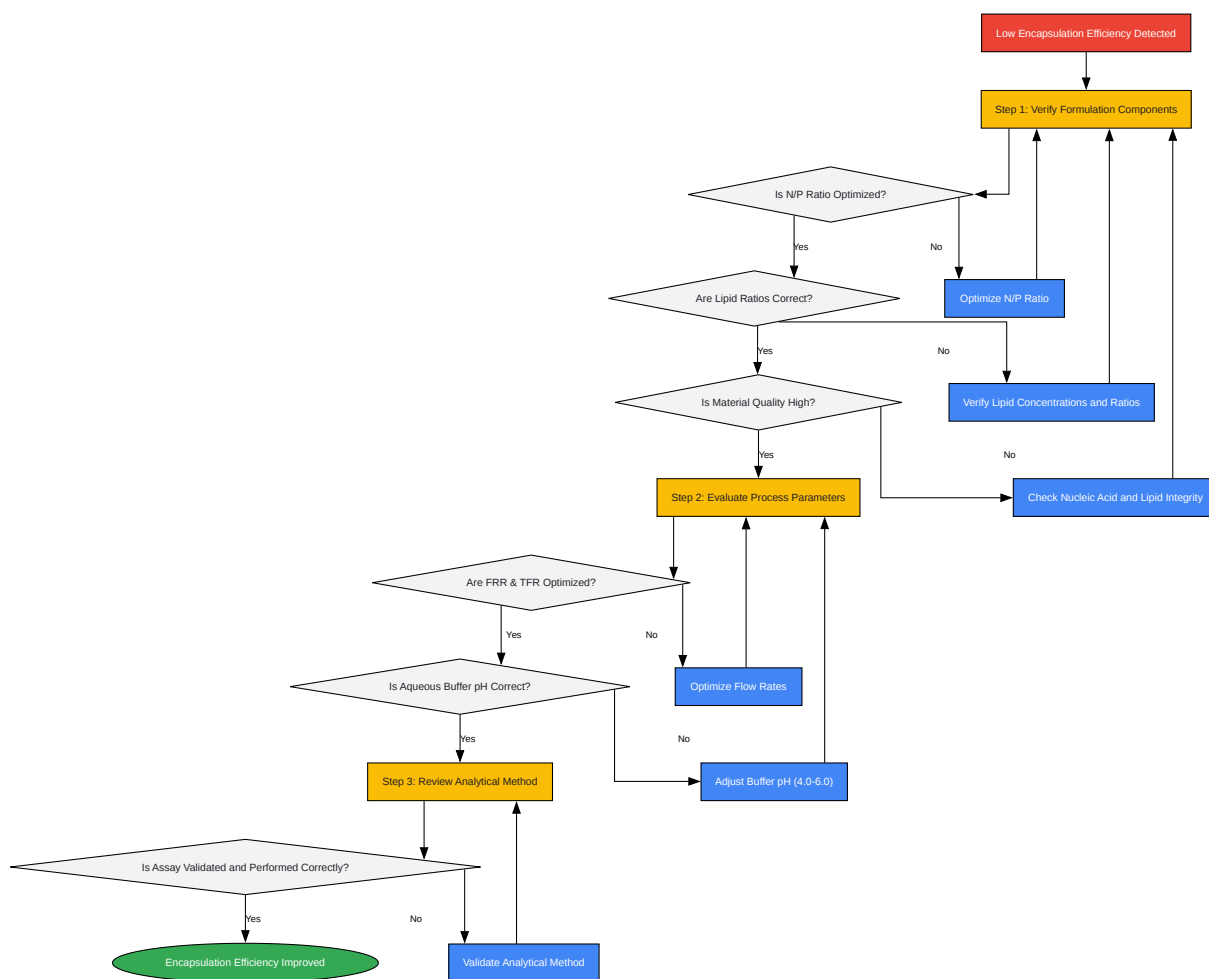 Low Encapsulation Efficiency Detected
Step 1: Verify Formulation Components
Is N/P Ratio Optimized?
Yes
No
Are Lipid Ratios Correct?
Optimize N/P Ratio
Yes
No
Is Material Quality High?
Verify Lipid Concentrations and Ratios
Yes
No
Step 2: Evaluate Process Parameters
Check Nucleic Acid and Lipid Integrity
Are FRR & TFR Optimized?
Yes
No
Is Aqueous Buffer pH Correct?
Optimize Flow Rates
Yes
No
Step 3: Review Analytical Method
Adjust Buffer pH (4.0-6.0)
Is Assay Validated and Performed Correctly?
Yes
No
Encapsulation Efficiency Improved
Validate Analytical Method